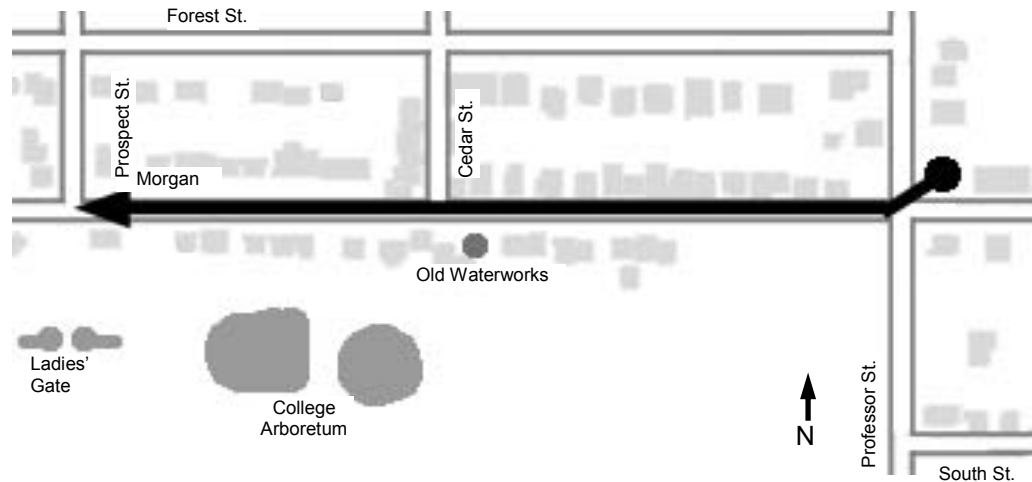 Forest St.
Prospect St.
Cedar St.
Morgan
Old Waterworks
Ladies'
Gate
College
Arboretum
N
Professor St.
South St.